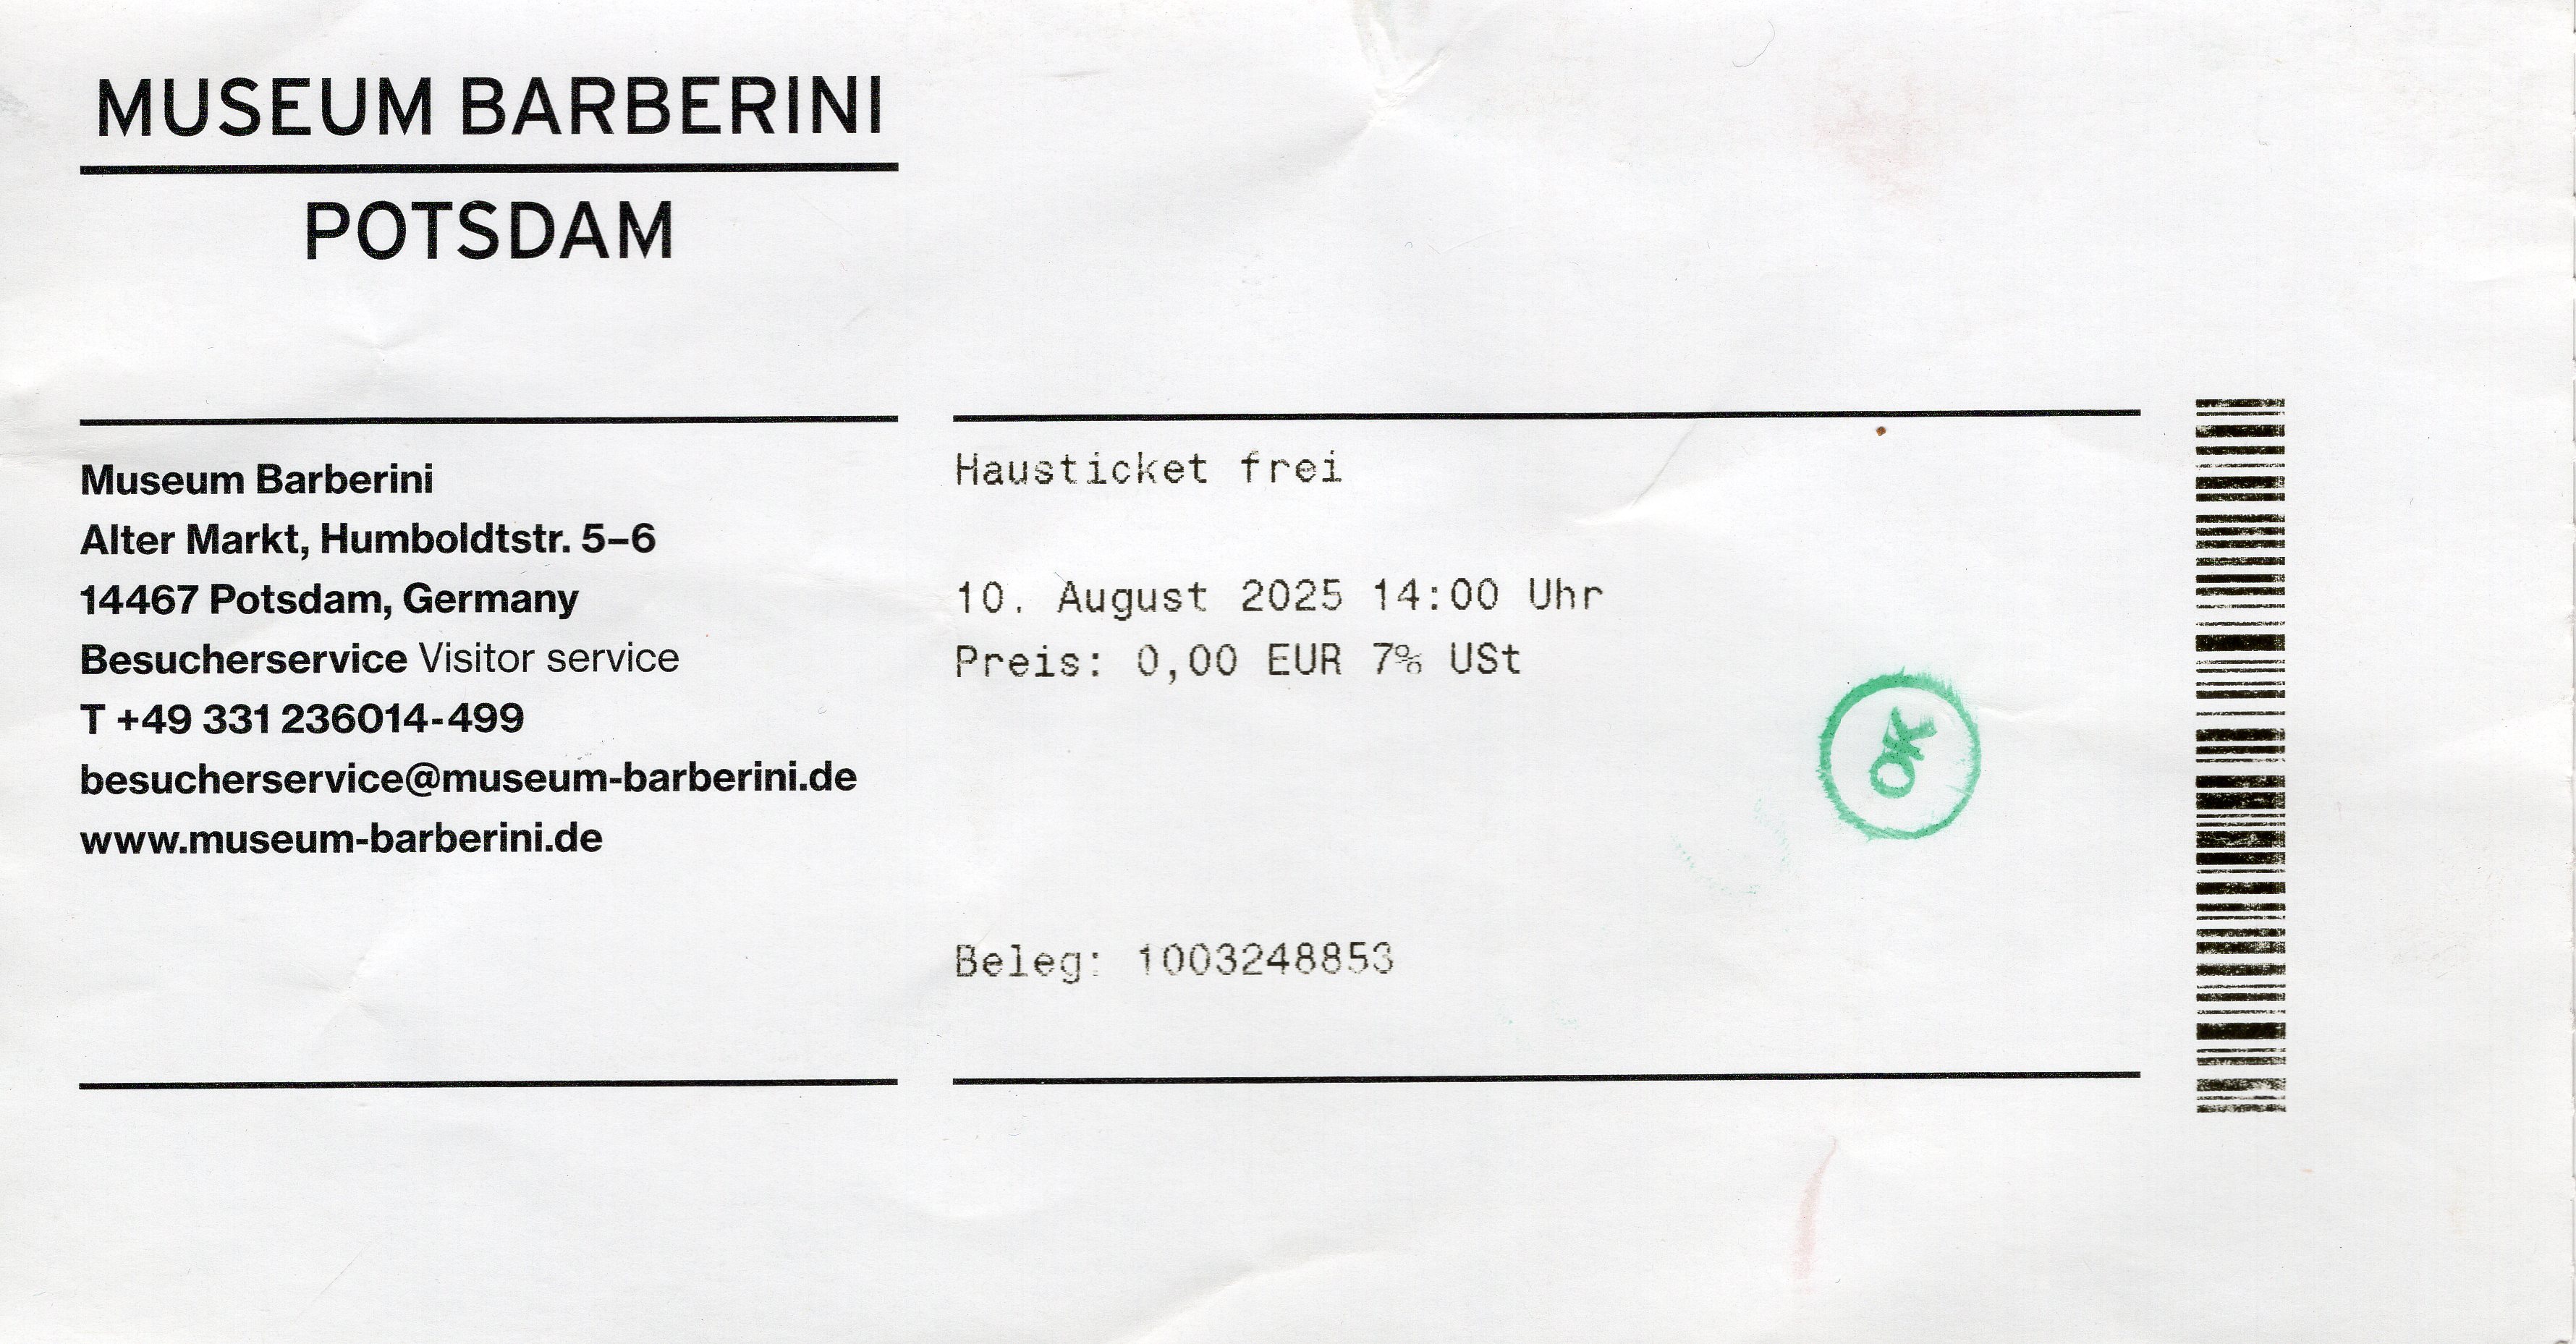 MUSEUM BARBERINI
POTSDAM
Museum Barberini
Alter Markt, Humboldtstr. 5–6
14467 Potsdam, Germany
Besucherservice Visitor service
T +49 331 236014-499
besucherservice@museum-barberini.de
www.museum-barberini.de
Hausticket frei
10. August 2025 14:00 Uhr
Preis: 0,00 EUR 7% USt
OK
Beleg: 1003248853